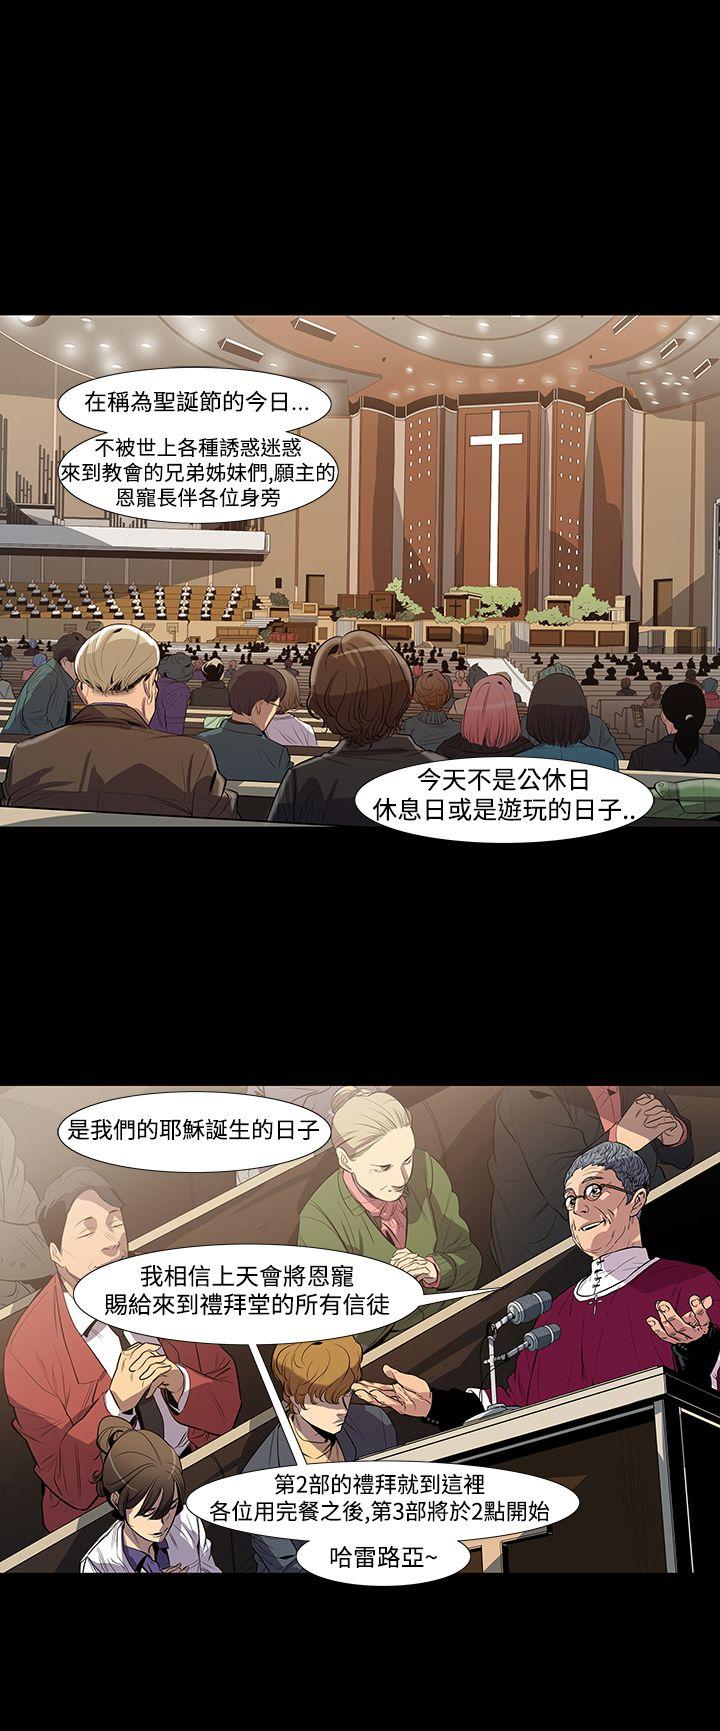 在稱為聖誕節的今日...
不被世上各種誘惑迷惑
來到教會的兄弟姊妹們,願主的
恩寵長伴各位身旁
今天不是公休日
休息日或是遊玩的日子..
是我們的耶穌誕生的日子
我相信上天會將恩寵
賜給來到禮拜堂的所有信徒
第2部的禮拜就到這裡
各位用完餐之後,第3部將於2點開始
哈雷路亞~